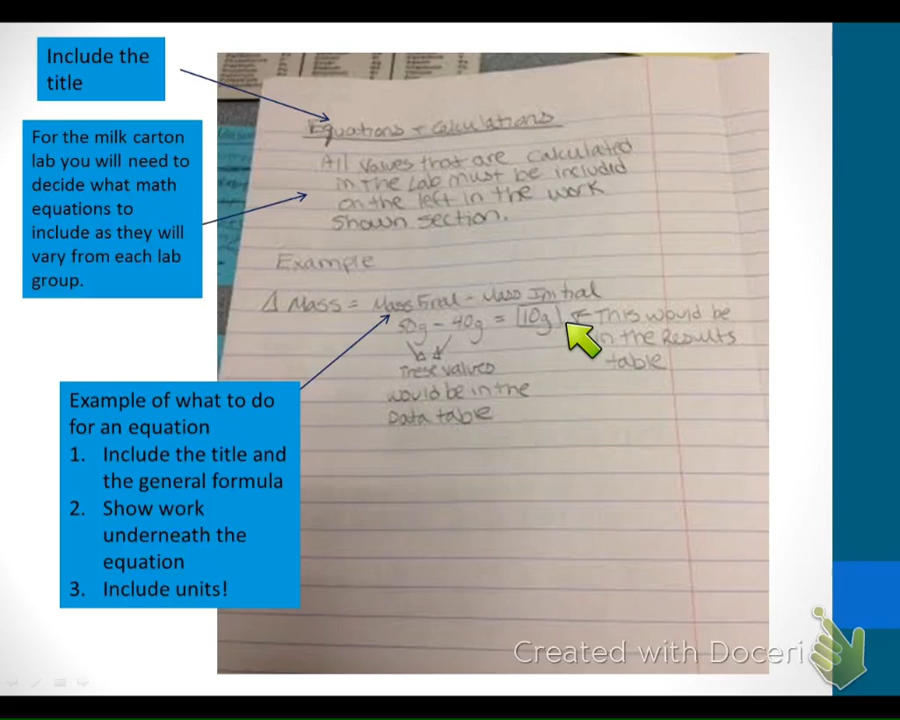 Include the
title
For the milk carton
lab you will need to
decide what math
equations to
include as they will
vary from each lab
group.
Example of what to do
for an equation
1. Include the title and
the general formula
2. Show work
underneath the
equation
3. Include units!
Equations + Calculations
All values that are calculated
in the Lab must be included
on the left in the work
shown section.
Example
Δ Mass = Mass Final - Mass Initial
50g - 40g = 10g ← This would be
in the Results
table
These values
would be in the
Data table
Created with Doceri